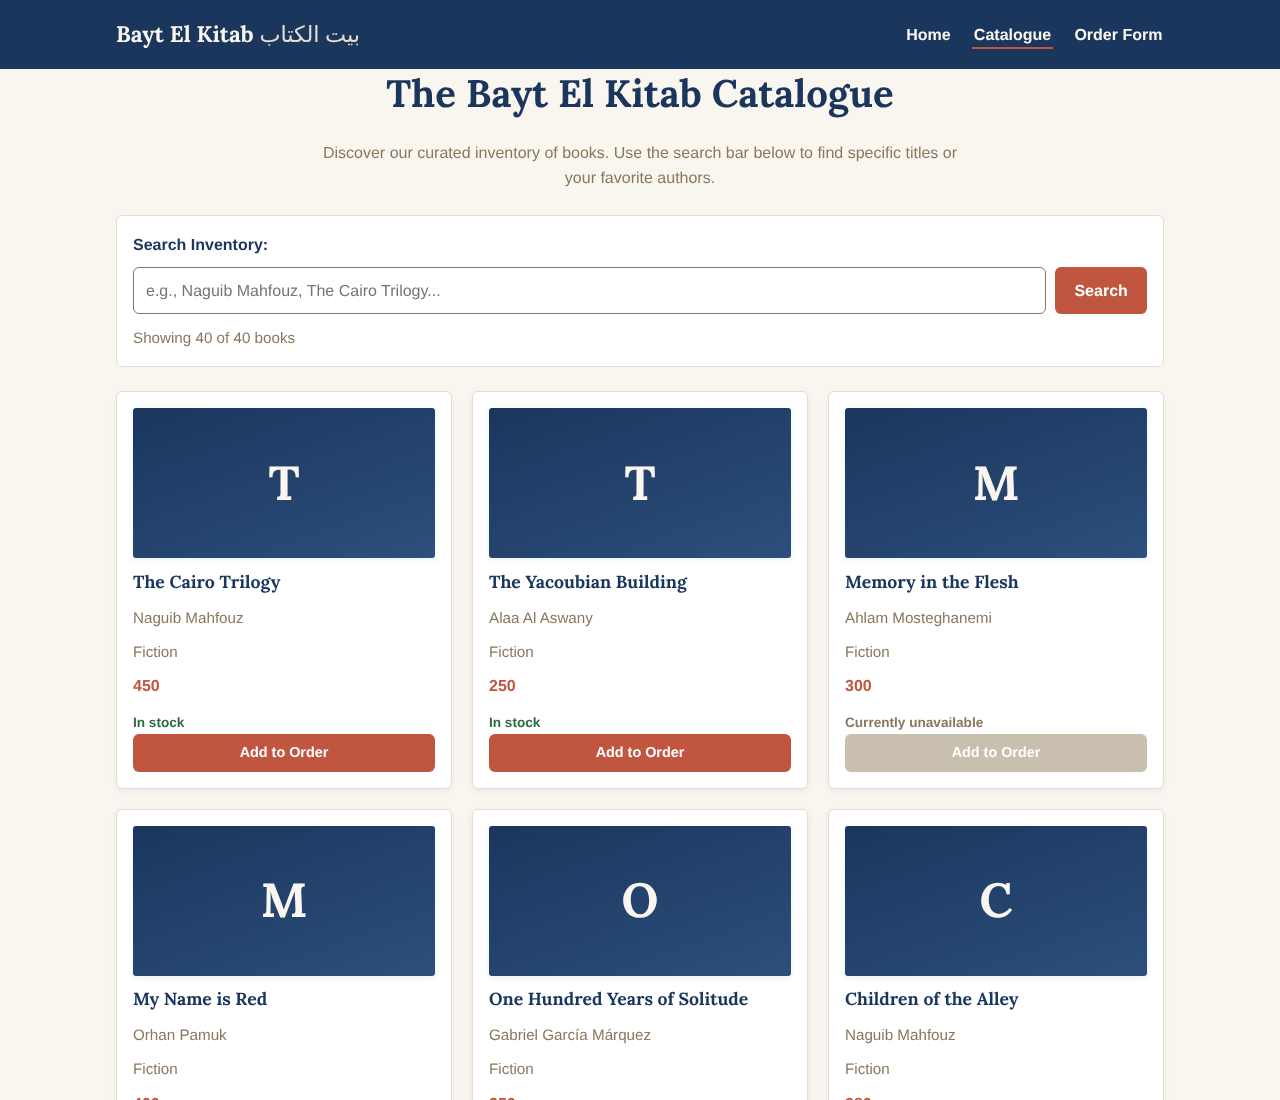 Bayt El Kitab بيت الكتاب
Home Catalogue Order Form
The Bayt El Kitab Catalogue
Discover our curated inventory of books. Use the search bar below to find specific titles or
your favorite authors.
Search Inventory:
e.g., Naguib Mahfouz, The Cairo Trilogy...
Search
Showing 40 of 40 books
T
The Cairo Trilogy
Naguib Mahfouz
Fiction
450
In stock
Add to Order
T
The Yacoubian Building
Alaa Al Aswany
Fiction
250
In stock
Add to Order
M
Memory in the Flesh
Ahlam Mosteghanemi
Fiction
300
Currently unavailable
Add to Order
M
My Name is Red
Orhan Pamuk
Fiction
O
One Hundred Years of Solitude
Gabriel García Márquez
Fiction
C
Children of the Alley
Naguib Mahfouz
Fiction